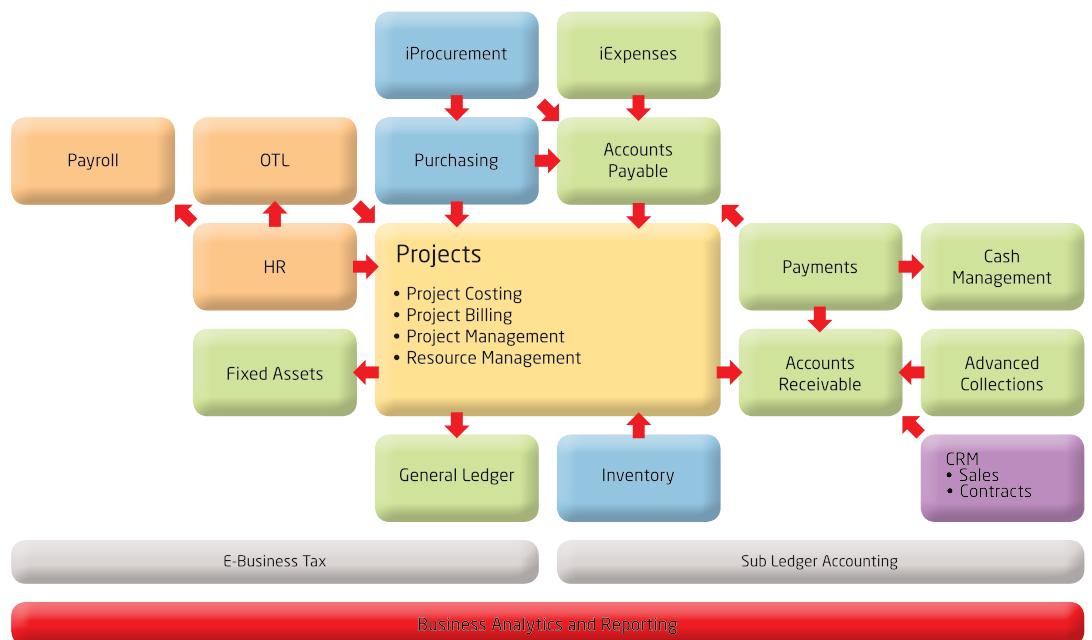 iProcurement
iExpenses
Payroll
OTL
Purchasing
Accounts
Payable
HR
Projects
• Project Costing
• Project Billing
• Project Management
• Resource Management
Payments
Cash
Management
Fixed Assets
Accounts
Receivable
Advanced
Collections
General Ledger
Inventory
CRM
• Sales
• Contracts
E-Business Tax
Sub Ledger Accounting
Business Analytics and Reporting